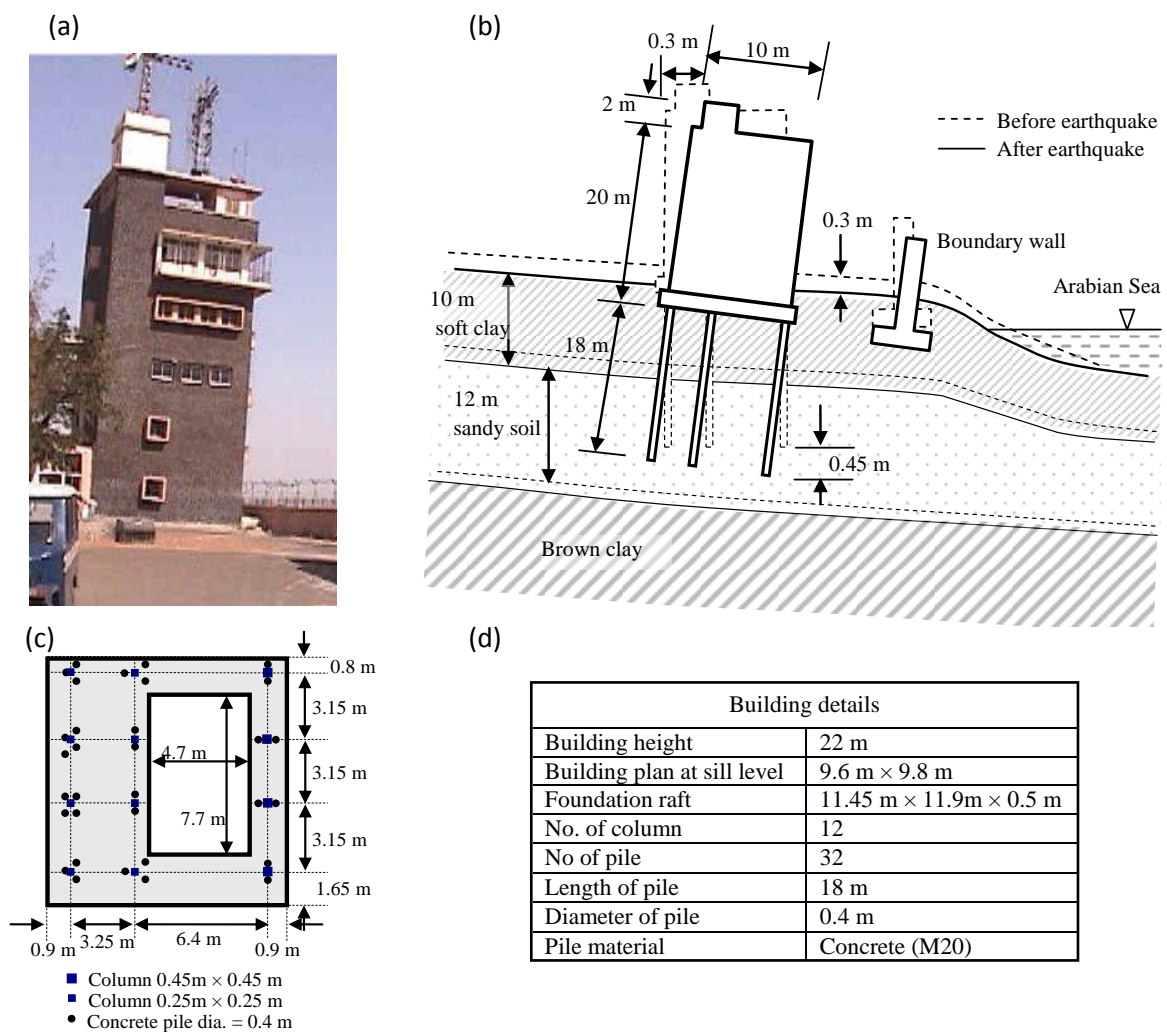 (a)
(b)
0.3 m
10 m
2 m
Before earthquake
After earthquake
20 m
0.3 m
Boundary wall
Arabian Sea
10 m
soft clay
18 m
12 m
sandy soil
0.45 m
Brown clay
(c)
0.8 m
3.15 m
4.7 m
3.15 m
7.7 m
3.15 m
1.65 m
0.9 m
3.25 m
6.4 m
0.9 m
Column 0.45m × 0.45 m
Column 0.25m × 0.25 m
Concrete pile dia. = 0.4 m
(d)
Building details
Building height 22 m
Building plan at sill level 9.6 m × 9.8 m
Foundation raft 11.45 m × 11.9m × 0.5 m
No. of column 12
No of pile 32
Length of pile 18 m
Diameter of pile 0.4 m
Pile material Concrete (M20)